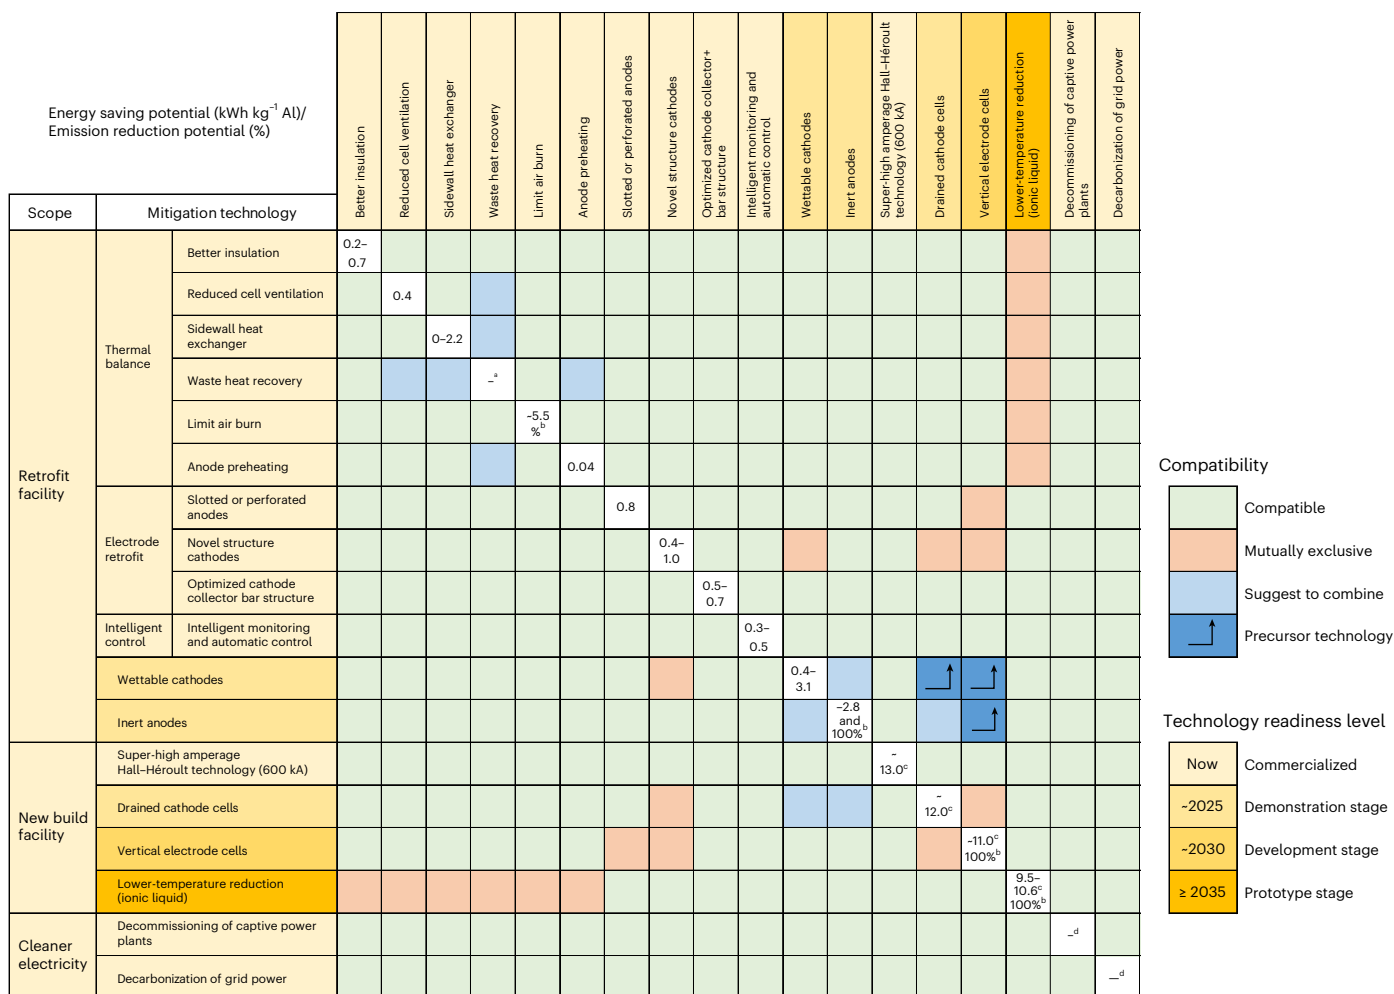 Energy saving potential (kWh kg⁻¹ Al)/
Emission reduction potential (%)
Better insulation
Reduced cell ventilation
Sidewall heat exchanger
Waste heat recovery
Limit air burn
Anode preheating
Slotted or perforated anodes
Novel structure cathodes
Optimized cathode collector+
bar structure
Intelligent monitoring and
automatic control
Wettable cathodes
Inert anodes
Super-high amperage Hall–Héroult
technology (600 kA)
Drained cathode cells
Vertical electrode cells
Lower-temperature reduction
(ionic liquid)
Decommissioning of captive power
plants
Decarbonization of grid power
Scope
Mitigation technology
Retrofit
facility
Thermal
balance
Better insulation
0.2–
0.7
Reduced cell ventilation
0.4
Sidewall heat
exchanger
0–2.2
Waste heat recovery
–ᵃ
Limit air burn
~5.5
%ᵇ
Anode preheating
0.04
Electrode
retrofit
Slotted or perforated
anodes
0.8
Novel structure
cathodes
0.4–
1.0
Optimized cathode
collector bar structure
0.5–
0.7
Intelligent
control
Intelligent monitoring
and automatic control
0.3–
0.5
Wettable cathodes
0.4–
3.1
Inert anodes
–2.8
and
100%ᵇ
New build
facility
Super-high amperage
Hall–Héroult technology (600 kA)
~
13.0ᶜ
Drained cathode cells
~
12.0ᶜ
Vertical electrode cells
~11.0ᶜ
100%ᵇ
Lower-temperature reduction
(ionic liquid)
9.5–
10.6ᶜ
100%ᵇ
Cleaner
electricity
Decommissioning of captive power
plants
–ᵈ
Decarbonization of grid power
—ᵈ
Compatibility
Compatible
Mutually exclusive
Suggest to combine
Precursor technology
Technology readiness level
Now
Commercialized
~2025
Demonstration stage
~2030
Development stage
≥ 2035
Prototype stage